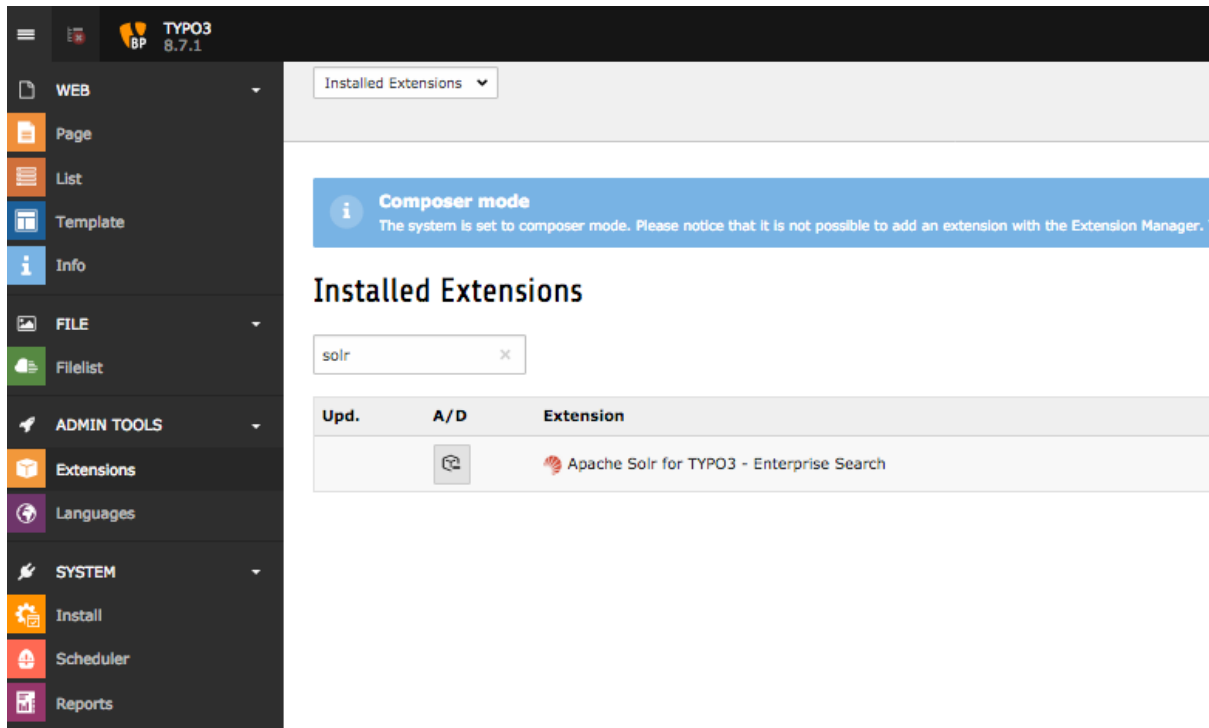 TYPO3
BP
8.7.1
WEB
Page
List
Template
Info
FILE
Filelist
ADMIN TOOLS
Extensions
Languages
SYSTEM
Install
Scheduler
Reports
Installed Extensions
Composer mode
The system is set to composer mode. Please notice that it is not possible to add an extension with the Extension Manager.
Installed Extensions
solr
Upd. A/D Extension
Apache Solr for TYPO3 - Enterprise Search